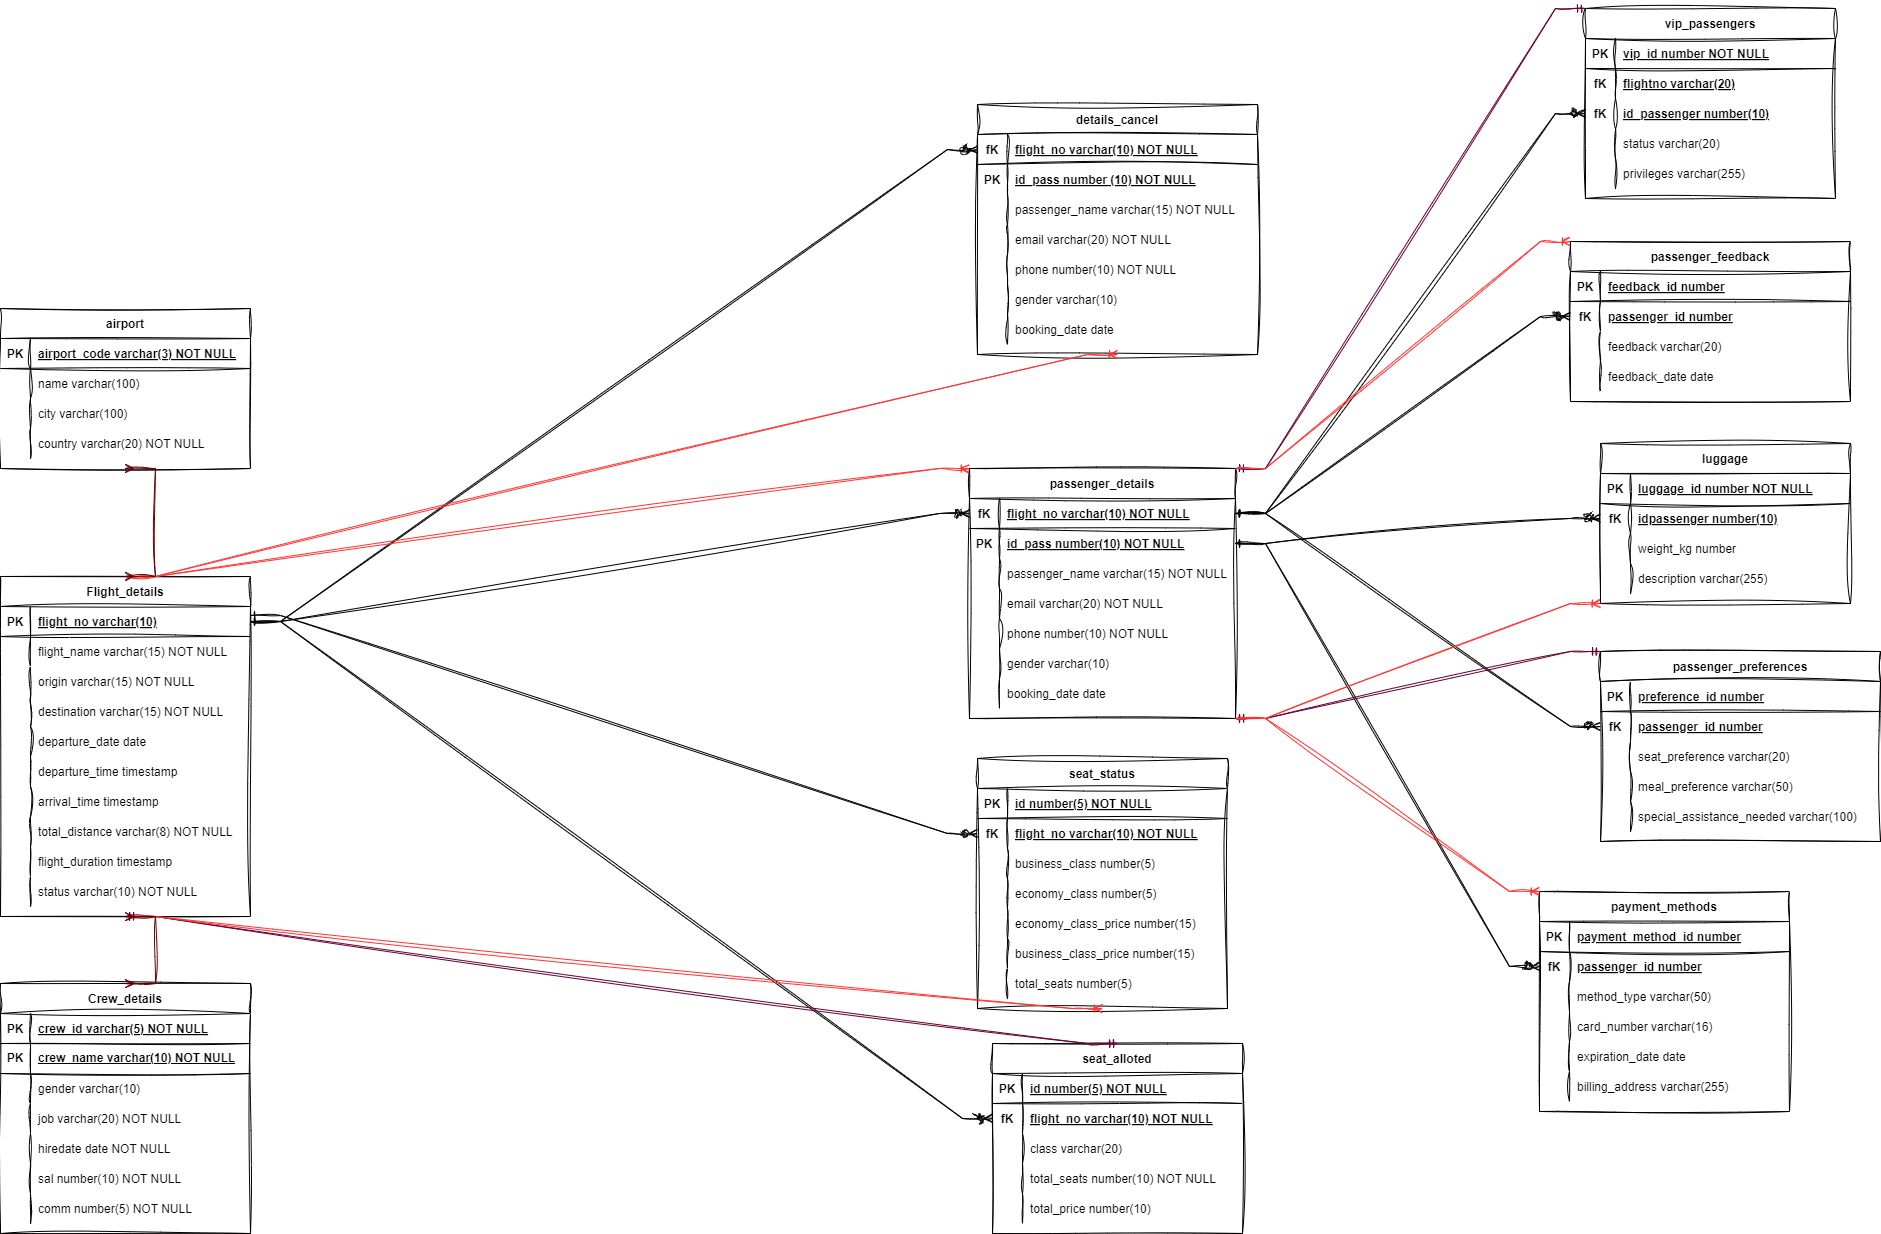 vip_passengers
PK vip_id number NOT NULL
fK flightno varchar(20)
fK id_passenger number(10)
status varchar(20)
privileges varchar(255)
details_cancel
fK flight_no varchar(10) NOT NULL
PK id_pass number (10) NOT NULL
passenger_name varchar(15) NOT NULL
email varchar(20) NOT NULL
phone number(10) NOT NULL
gender varchar(10)
booking_date date
passenger_feedback
PK feedback_id number
fK passenger_id number
feedback varchar(20)
feedback_date date
airport
PK airport_code varchar(3) NOT NULL
name varchar(100)
city varchar(100)
country varchar(20) NOT NULL
luggage
PK luggage_id number NOT NULL
fK idpassenger number(10)
weight_kg number
description varchar(255)
passenger_details
fK flight_no varchar(10) NOT NULL
PK id_pass number(10) NOT NULL
passenger_name varchar(15) NOT NULL
email varchar(20) NOT NULL
phone number(10) NOT NULL
gender varchar(10)
booking_date date
Flight_details
PK flight_no varchar(10)
flight_name varchar(15) NOT NULL
origin varchar(15) NOT NULL
destination varchar(15) NOT NULL
departure_date date
departure_time timestamp
arrival_time timestamp
total_distance varchar(8) NOT NULL
flight_duration timestamp
status varchar(10) NOT NULL
passenger_preferences
PK preference_id number
fK passenger_id number
seat_preference varchar(20)
meal_preference varchar(50)
special_assistance_needed varchar(100)
seat_status
PK id number(5) NOT NULL
fK flight_no varchar(10) NOT NULL
business_class number(5)
economy_class number(5)
economy_class_price number(15)
business_class_price number(15)
total_seats number(5)
payment_methods
PK payment_method_id number
fK passenger_id number
method_type varchar(50)
card_number varchar(16)
expiration_date date
billing_address varchar(255)
Crew_details
PK crew_id varchar(5) NOT NULL
PK crew_name varchar(10) NOT NULL
gender varchar(10)
job varchar(20) NOT NULL
hiredate date NOT NULL
sal number(10) NOT NULL
comm number(5) NOT NULL
seat_alloted
PK id number(5) NOT NULL
fK flight_no varchar(10) NOT NULL
class varchar(20)
total_seats number(10) NOT NULL
total_price number(10)